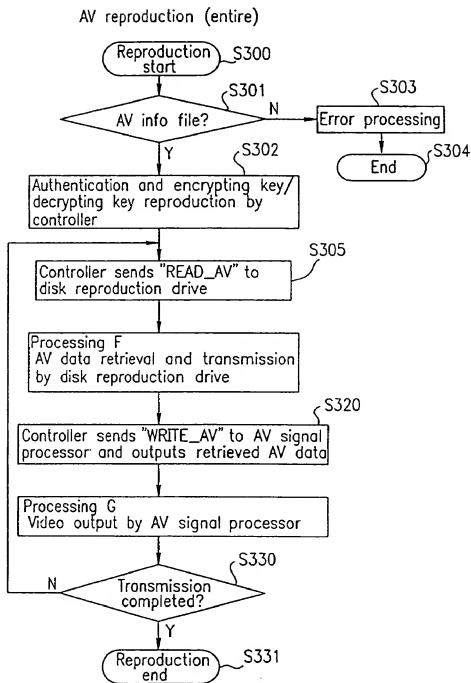 AV reproduction (entire)
Reproduction
start
S300
S301
AV info file?
N
S303
Error processing
S304
End
Y
S302
Authentication and encrypting key/
decrypting key reproduction by
controller
S305
Controller sends "READ_AV" to
disk reproduction drive
Processing F
AV data retrieval and transmission
by disk reproduction drive
S320
Controller sends "WRITE_AV" to AV signal
processor and outputs retrieved AV data
Processing G
Video output by AV signal processor
S330
N
Transmission
completed?
Y
Reproduction
end
S331